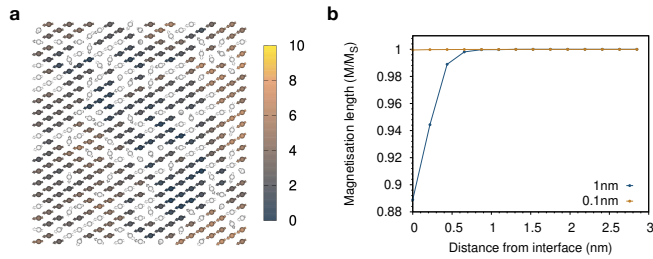 a
10
8
6
4
2
0
b
Magnetisation length (M/MS)
1
0.98
0.96
0.94
0.92
0.9
0.88
1nm
0.1nm
0 0.5 1 1.5 2 2.5 3
Distance from interface (nm)